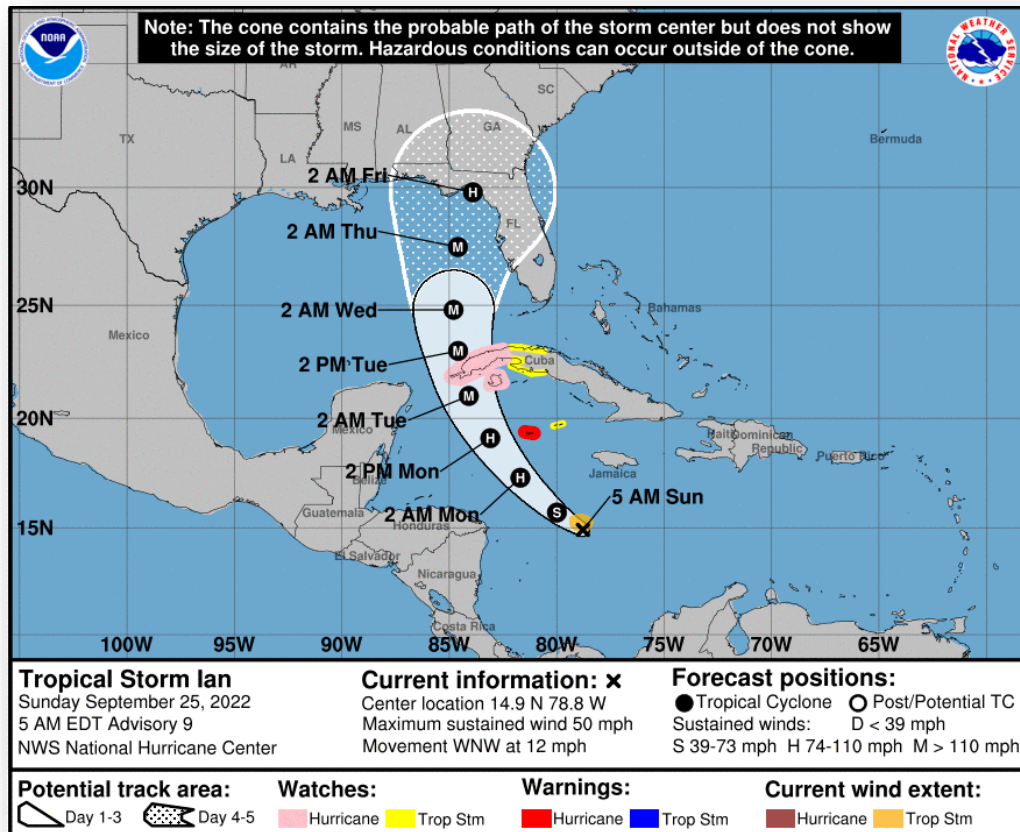 Note: The cone contains the probable path of the storm center but does not show
the size of the storm. Hazardous conditions can occur outside of the cone.
NOAA
NATIONAL WEATHER SERVICE
AR
SC
TX
MS
AL
GA
LA
Bermuda
30N
2 AM Fri
FL
2 AM Thu
25N
2 AM Wed
Bahamas
Mexico
2 PM Tue
Cuba
20N
2 AM Tue
Mexico
Haiti
Dominican
Republic
Puerto Rico
2 PM Mon
Belize
Jamaica
5 AM Sun
2 AM Mon
Guatemala
Honduras
15N
El Salvador
Nicaragua
Costa Rica
100W 95W 90W 85W 80W 75W 70W 65W
H
M
M
M
M
H
H
S
Tropical Storm Ian
Sunday September 25, 2022
5 AM EDT Advisory 9
NWS National Hurricane Center
Current information: x
Center location 14.9 N 78.8 W
Maximum sustained wind 50 mph
Movement WNW at 12 mph
Forecast positions:
Tropical Cyclone Post/Potential TC
Sustained winds: D < 39 mph
S 39-73 mph H 74-110 mph M > 110 mph
Potential track area:
Day 1-3 Day 4-5
Watches:
Hurricane Trop Stm
Warnings:
Hurricane Trop Stm
Current wind extent:
Hurricane Trop Stm